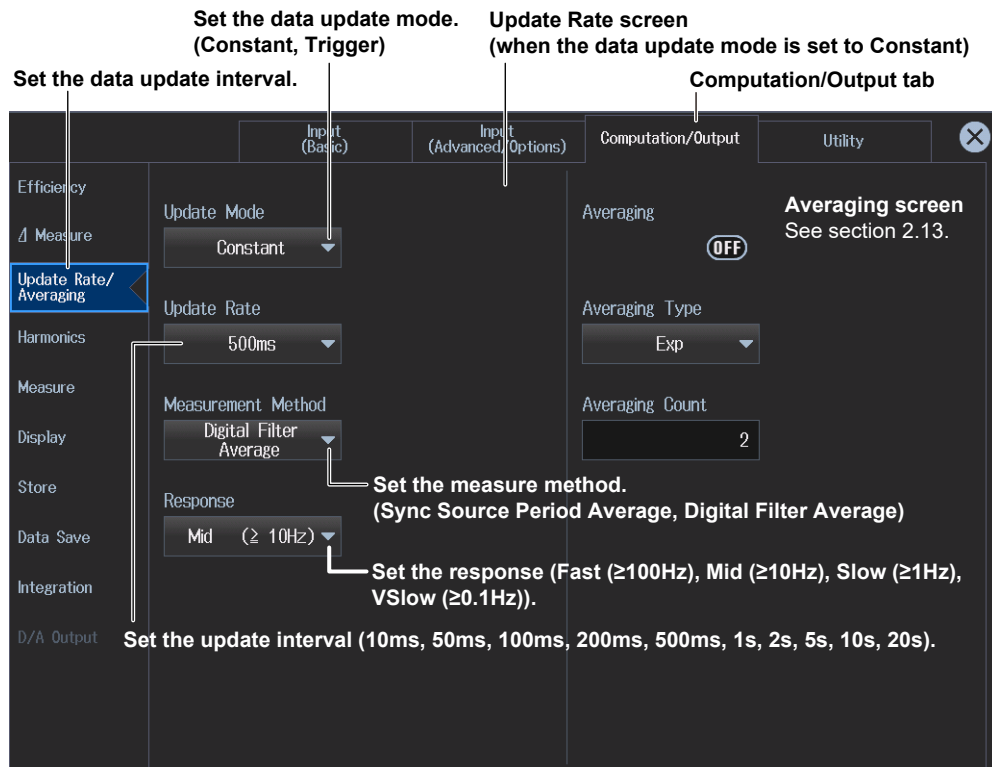 Set the data update mode.
(Constant, Trigger)
Update Rate screen
(when the data update mode is set to Constant)
Set the data update interval.
Computation/Output tab
Input
(Basic)
Input
(Advanced/Options)
Computation/Output
Utility
Efficiency
Δ Measure
Update Rate/
Averaging
Harmonics
Measure
Display
Store
Data Save
Integration
D/A Output
Update Mode
Constant
Update Rate
500ms
Measurement Method
Digital Filter
Average
Response
Mid (≧ 10Hz)
Averaging
OFF
Averaging screen
See section 2.13.
Averaging Type
Exp
Averaging Count
2
Set the measure method.
(Sync Source Period Average, Digital Filter Average)
Set the response (Fast (≥100Hz), Mid (≥10Hz), Slow (≥1Hz),
VSlow (≥0.1Hz)).
Set the update interval (10ms, 50ms, 100ms, 200ms, 500ms, 1s, 2s, 5s, 10s, 20s).